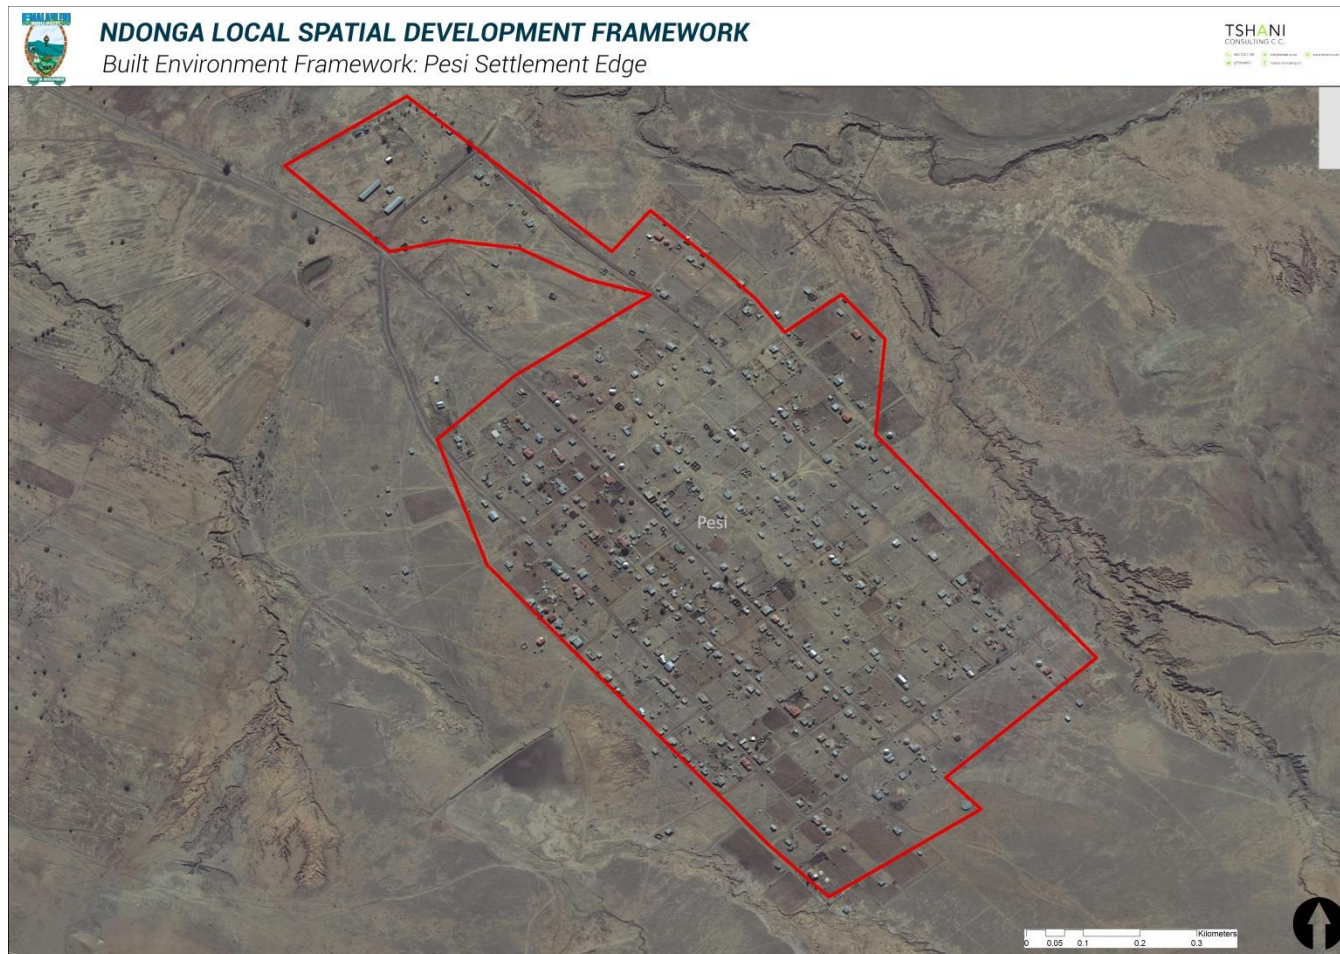 NDONGA LOCAL SPATIAL DEVELOPMENT FRAMEWORK
Built Environment Framework: Pesi Settlement Edge
TSHANI
CONSULTING C.C.
Pesi
Kilometers
0 0.05 0.1 0.2 0.3